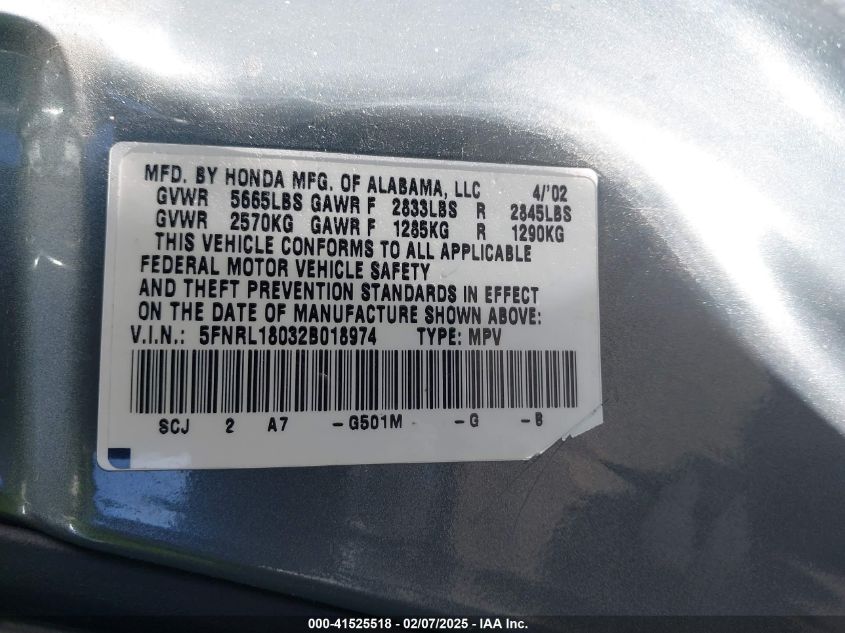 MFD. BY HONDA MFG. OF ALABAMA, LLC 4/'02
GVWR 5665LBS GAWR F 2833LBS R 2845LBS
GVWR 2570KG GAWR F 1285KG R 1290KG
THIS VEHICLE CONFORMS TO ALL APPLICABLE
FEDERAL MOTOR VEHICLE SAFETY
AND THEFT PREVENTION STANDARDS IN EFFECT
ON THE DATE OF MANUFACTURE SHOWN ABOVE:
V.I.N.: 5FNRL18032B018974 TYPE: MPV
SCJ 2 A7 -G501M -G -B
000-41525518 - 02/07/2025 - IAA Inc.